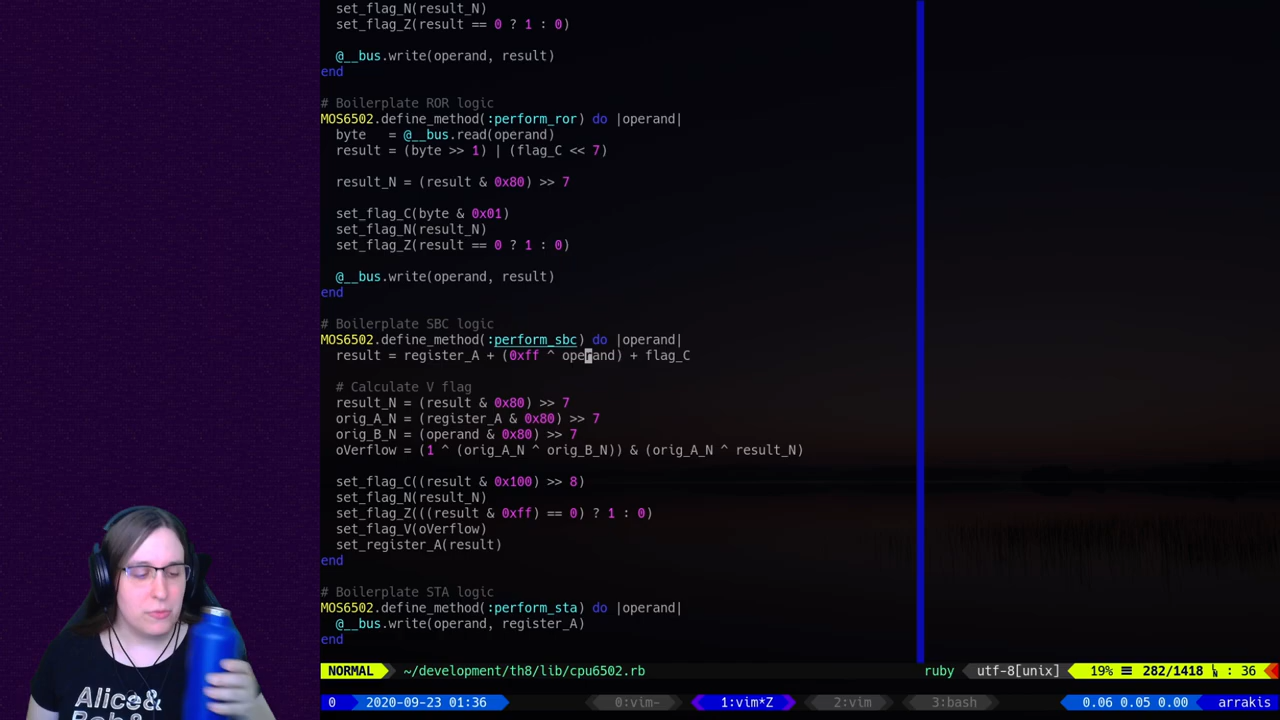 set_flag_N(result_N)
set_flag_Z(result == 0 ? 1 : 0)
@__bus.write(operand, result)
end
# Boilerplate ROR logic
MOS6502.define_method(:perform_ror) do |operand|
byte   = @__bus.read(operand)
result = (byte >> 1) | (flag_C << 7)
result_N = (result & 0x80) >> 7
set_flag_C(byte & 0x01)
set_flag_N(result_N)
set_flag_Z(result == 0 ? 1 : 0)
@__bus.write(operand, result)
end
# Boilerplate SBC logic
MOS6502.define_method(:perform_sbc) do |operand|
result = register_A + (0xff ^ operand) + flag_C
# Calculate V flag
result_N = (result & 0x80) >> 7
orig_A_N = (register_A & 0x80) >> 7
orig_B_N = (operand & 0x80) >> 7
oVerflow = (1 ^ (orig_A_N ^ orig_B_N)) & (orig_A_N ^ result_N)
set_flag_C((result & 0x100) >> 8)
set_flag_N(result_N)
set_flag_Z(((result & 0xff) == 0) ? 1 : 0)
set_flag_V(oVerflow)
set_register_A(result)
end
# Boilerplate STA logic
MOS6502.define_method(:perform_sta) do |operand|
@__bus.write(operand, register_A)
end
NORMAL ~/development/th8/lib/cpu6502.rb ruby utf-8[unix] 19% 282/1418 : 36
0 2020-09-23 01:36 0:vim- 1:vim*Z 2:vim 3:bash 0.06 0.05 0.00 arrakis
Alice&